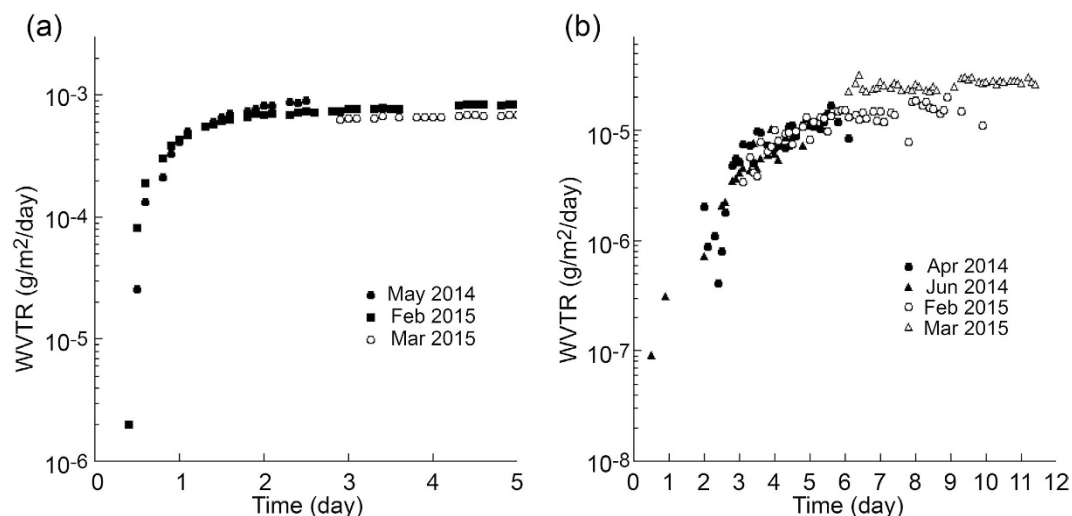 (a)
WVTR (g/m²/day)
10-3
10-4
10-5
10-6
May 2014
Feb 2015
Mar 2015
0 1 2 3 4 5
Time (day)
(b)
WVTR (g/m²/day)
10-5
10-6
10-7
10-8
Apr 2014
Jun 2014
Feb 2015
Mar 2015
0 1 2 3 4 5 6 7 8 9 10 11 12
Time (day)